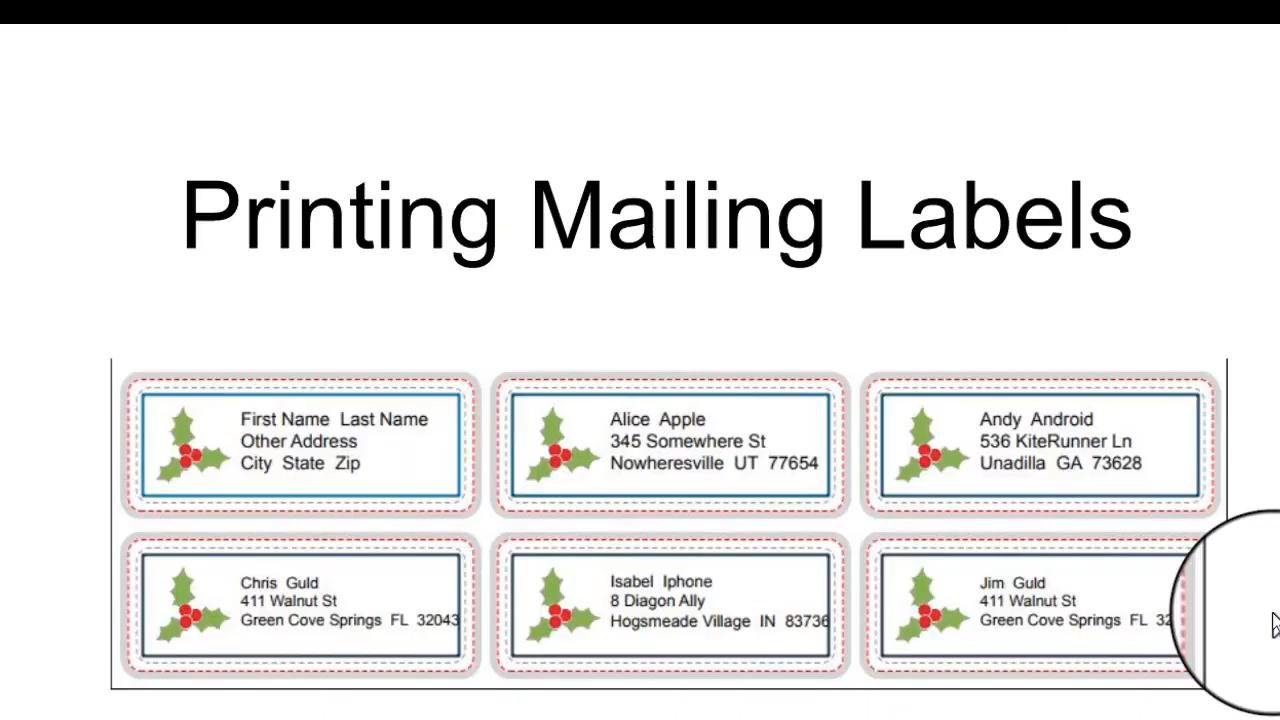 Printing Mailing Labels
First Name Last Name
Other Address
City State Zip
Alice Apple
345 Somewhere St
Nowheresville UT 77654
Andy Android
536 KiteRunner Ln
Unadilla GA 73628
Chris Guld
411 Walnut St
Green Cove Springs FL 32043
Isabel Iphone
8 Diagon Ally
Hogsmeade Village IN 83736
Jim Guld
411 Walnut St
Green Cove Springs FL